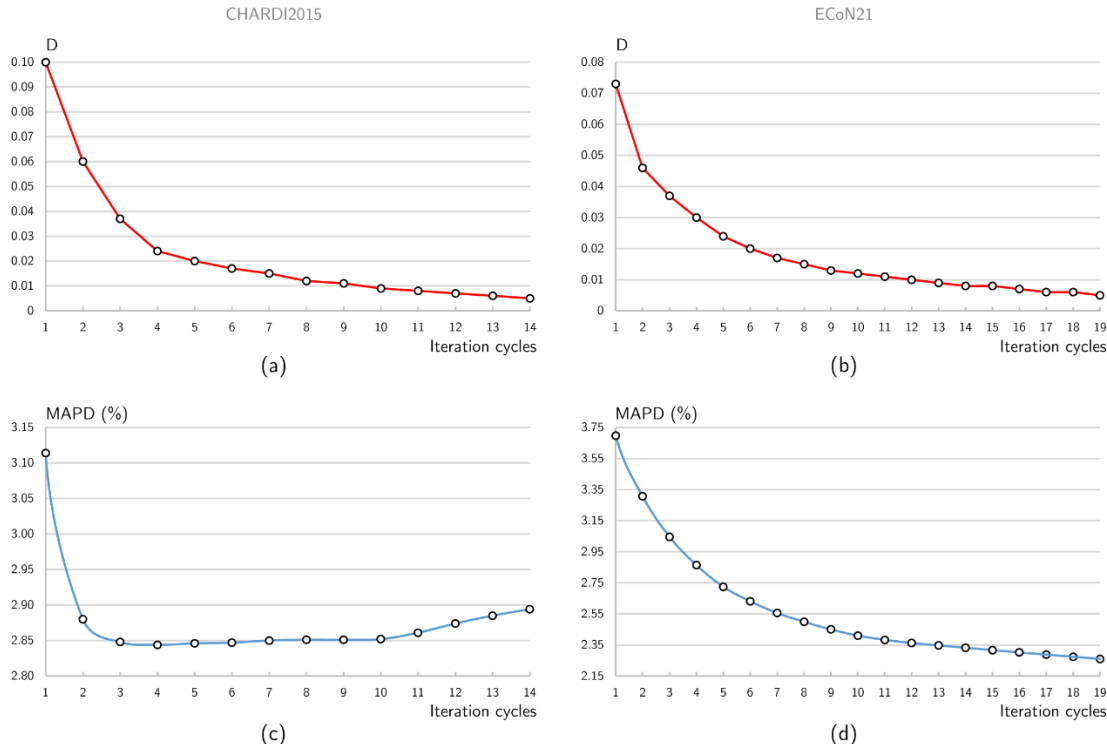 CHARDI2015
ECoN21
D
0.10
0.09
0.08
0.07
0.06
0.05
0.04
0.03
0.02
0.01
0
1 2 3 4 5 6 7 8 9 10 11 12 13 14
Iteration cycles
(a)
D
0.08
0.07
0.06
0.05
0.04
0.03
0.02
0.01
0
1 2 3 4 5 6 7 8 9 10 11 12 13 14 15 16 17 18 19
Iteration cycles
(b)
MAPD (%)
3.15
3.10
3.05
3.00
2.95
2.90
2.85
2.80
1 2 3 4 5 6 7 8 9 10 11 12 13 14
Iteration cycles
(c)
MAPD (%)
3.75
3.55
3.35
3.15
2.95
2.75
2.55
2.35
2.15
1 2 3 4 5 6 7 8 9 10 11 12 13 14 15 16 17 18 19
Iteration cycles
(d)